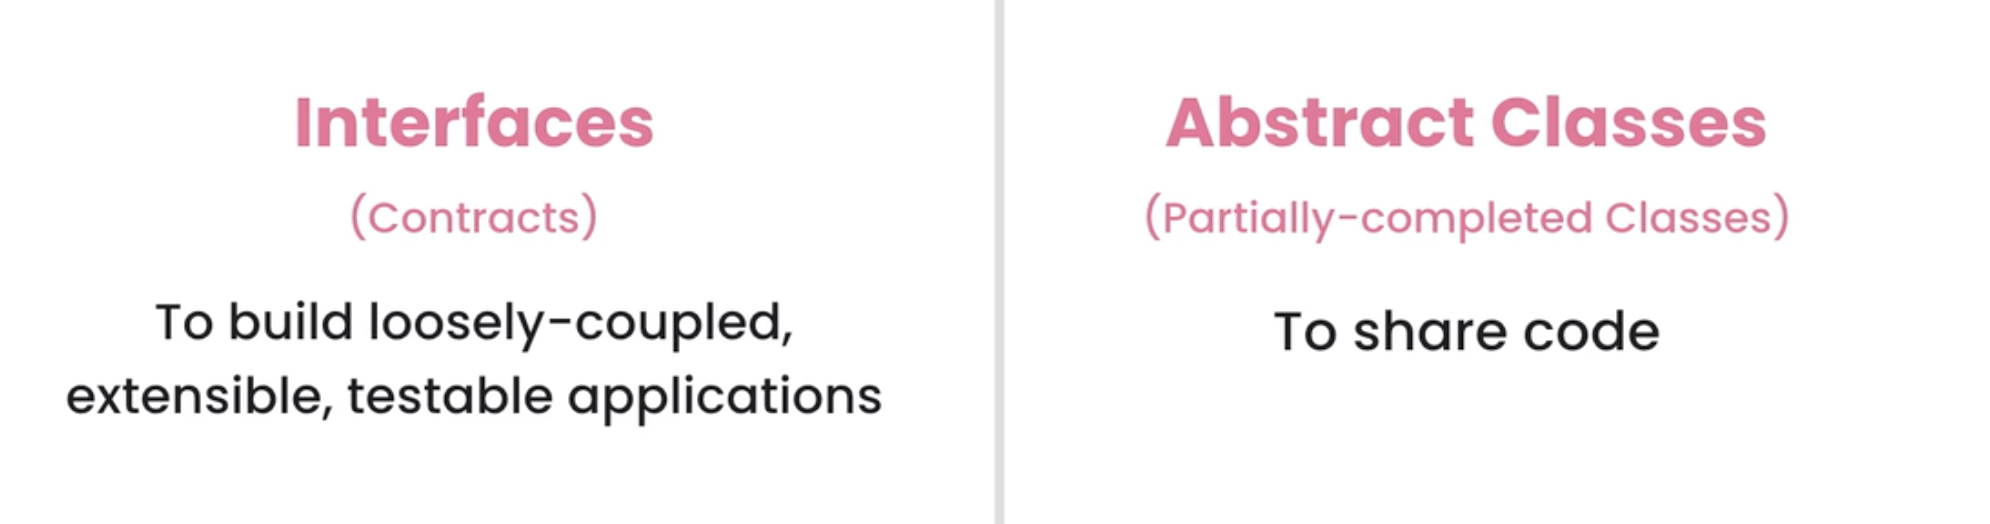 Interfaces
(Contracts)
To build loosely-coupled,
extensible, testable applications
Abstract Classes
(Partially-completed Classes)
To share code